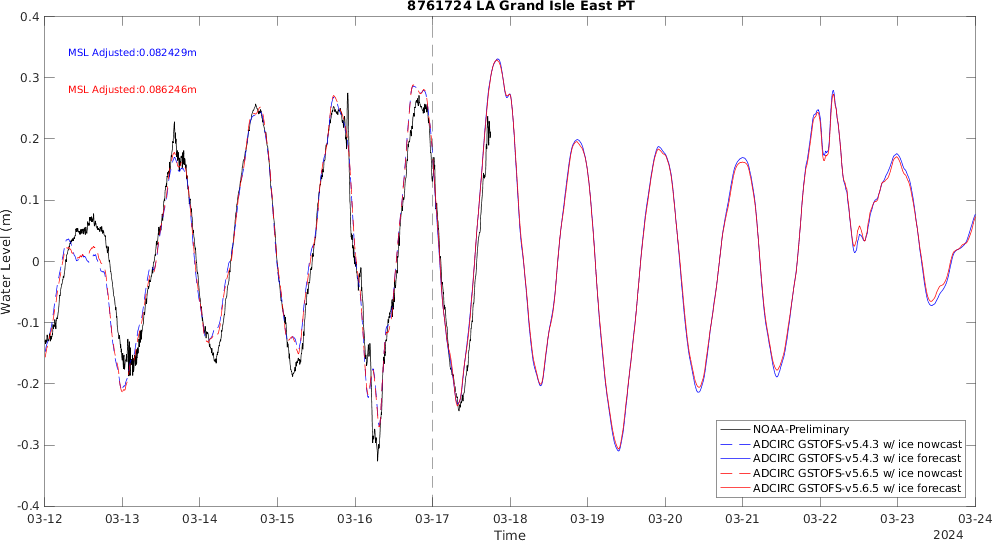 8761724 LA Grand Isle East PT
0.4
MSL Adjusted:0.082429m
0.3
MSL Adjusted:0.086246m
0.2
0.1
0
-0.1
-0.2
-0.3
-0.4
Water Level (m)
NOAA-Preliminary
ADCIRC GSTOFS-v5.4.3 w/ ice nowcast
ADCIRC GSTOFS-v5.4.3 w/ ice forecast
ADCIRC GSTOFS-v5.6.5 w/ ice nowcast
ADCIRC GSTOFS-v5.6.5 w/ ice forecast
03-12 03-13 03-14 03-15 03-16 03-17 03-18 03-19 03-20 03-21 03-22 03-23 03-24
Time
2024